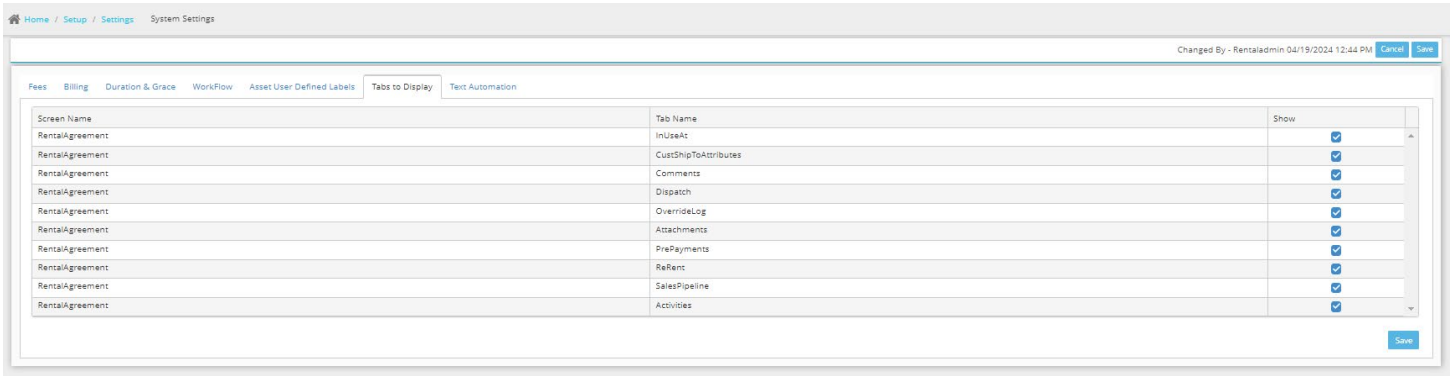 Home / Setup / Settings System Settings
Changed By - Rentaladmin 04/19/2024 12:44 PM Cancel Save
Fees Billing Duration & Grace WorkFlow Asset User Defined Labels Tabs to Display Text Automation
Screen Name Tab Name Show
RentalAgreement InUseAt
RentalAgreement CustShipToAttributes
RentalAgreement Comments
RentalAgreement Dispatch
RentalAgreement OverrideLog
RentalAgreement Attachments
RentalAgreement PrePayments
RentalAgreement ReRent
RentalAgreement SalesPipeline
RentalAgreement Activities
Save